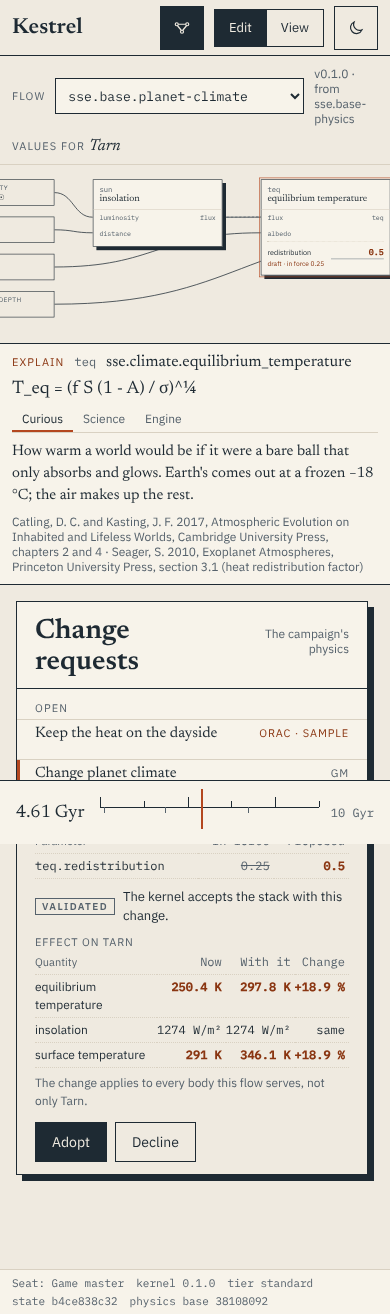 Kestrel
Edit View
FLOW sse.base.planet-climate
v0.1.0 ·
from
sse.base-
physics
VALUES FOR Tarn
sun
insolation
luminosity flux
distance
teq
equilibrium temperature
flux teq
albedo
redistribution 0.5
draft · in force 0.25
DEPTH
EXPLAIN teq sse.climate.equilibrium_temperature
T_eq = (f S (1 - A) / σ)^¼
Curious Science Engine
How warm a world would be if it were a bare ball that
only absorbs and glows. Earth's comes out at a frozen −18
°C; the air makes up the rest.
Catling, D. C. and Kasting, J. F. 2017, Atmospheric Evolution on
Inhabited and Lifeless Worlds, Cambridge University Press,
chapters 2 and 4 · Seager, S. 2010, Exoplanet Atmospheres,
Princeton University Press, section 3.1 (heat redistribution factor)
Change
requests
The campaign's
physics
OPEN
Keep the heat on the dayside ORAC · SAMPLE
Change planet climate GM
4.61 Gyr 10 Gyr
teq.redistribution 0.25 0.5
VALIDATED The kernel accepts the stack with this
change.
EFFECT ON TARN
Quantity Now With it Change
equilibrium
temperature 250.4 K 297.8 K +18.9 %
insolation 1274 W/m² 1274 W/m² same
surface temperature 291 K 346.1 K +18.9 %
The change applies to every body this flow serves, not
only Tarn.
Adopt Decline
Seat: Game master kernel 0.1.0 tier standard
state b4ce838c32 physics base 38108092